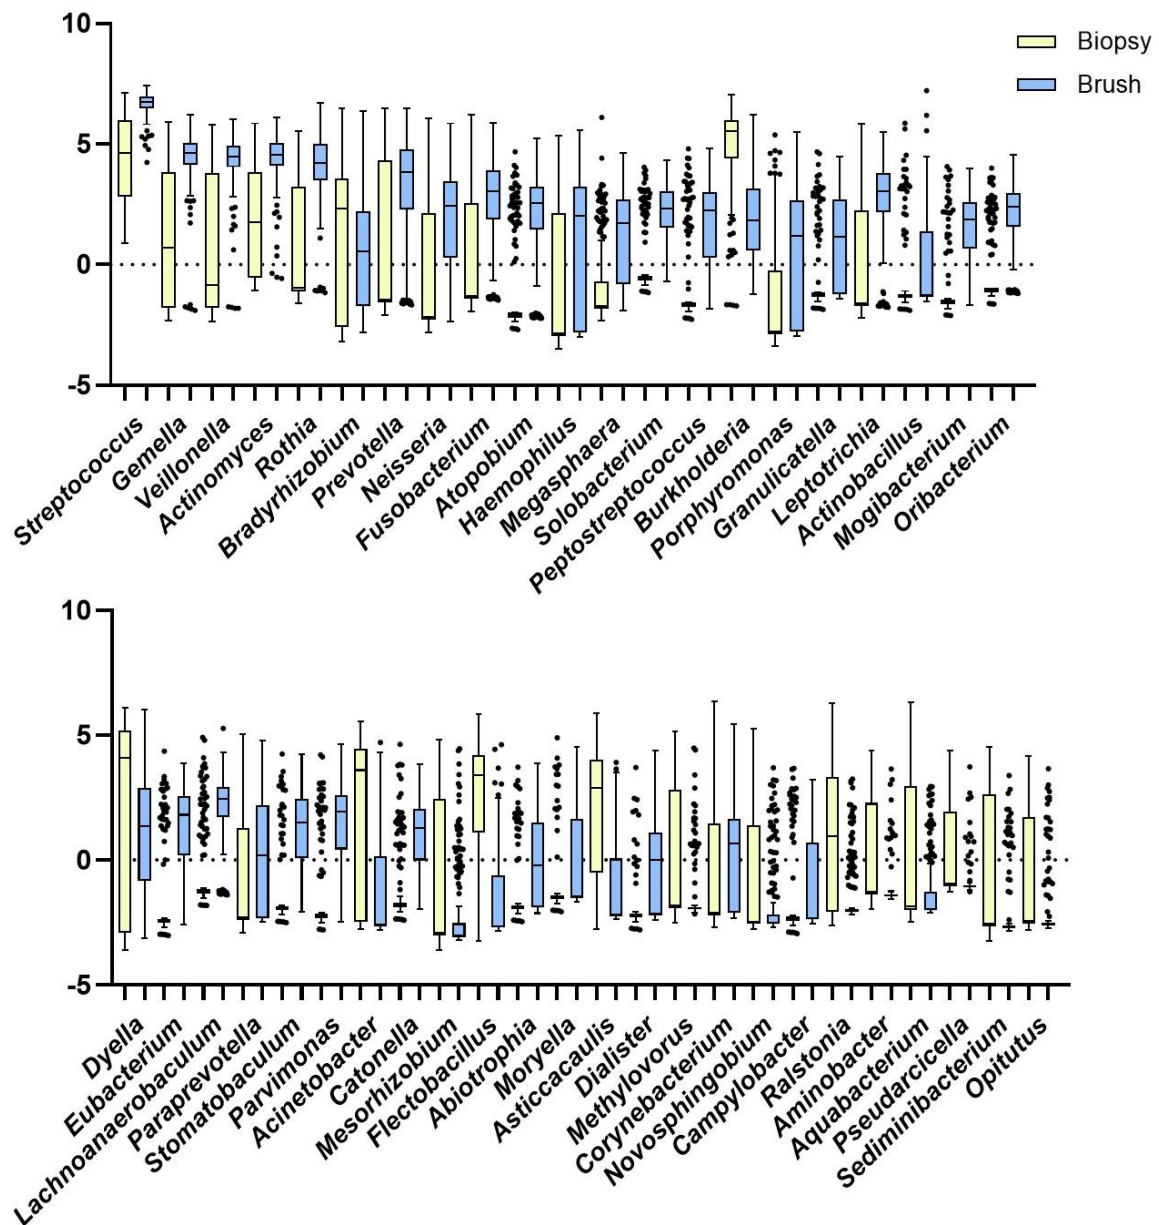 10
5
0
-5
Biopsy
Brush
Streptococcus
Gemella
Veillonella
Actinomyces
Rothia
Bradyrhizobium
Prevotella
Neisseria
Fusobacterium
Atopobium
Haemophilus
Megasphaera
Solobacterium
Peptostreptococcus
Burkholderia
Porphyromonas
Granulicatella
Leptotrichia
Actinobacillus
Mogibacterium
Oribacterium
10
5
0
-5
Dyella
Eubacterium
Lachnoanaerobaculum
Paraprevotella
Stomatobaculum
Parvimonas
Acinetobacter
Catonella
Mesorhizobium
Flectobacillus
Abiotrophia
Moryella
Asticcacaulis
Dialister
Methylovorus
Corynebacterium
Novosphingobium
Campylobacter
Ralstonia
Aminobacter
Aquabacterium
Pseudarcicella
Sediminibacterium
Opitutus